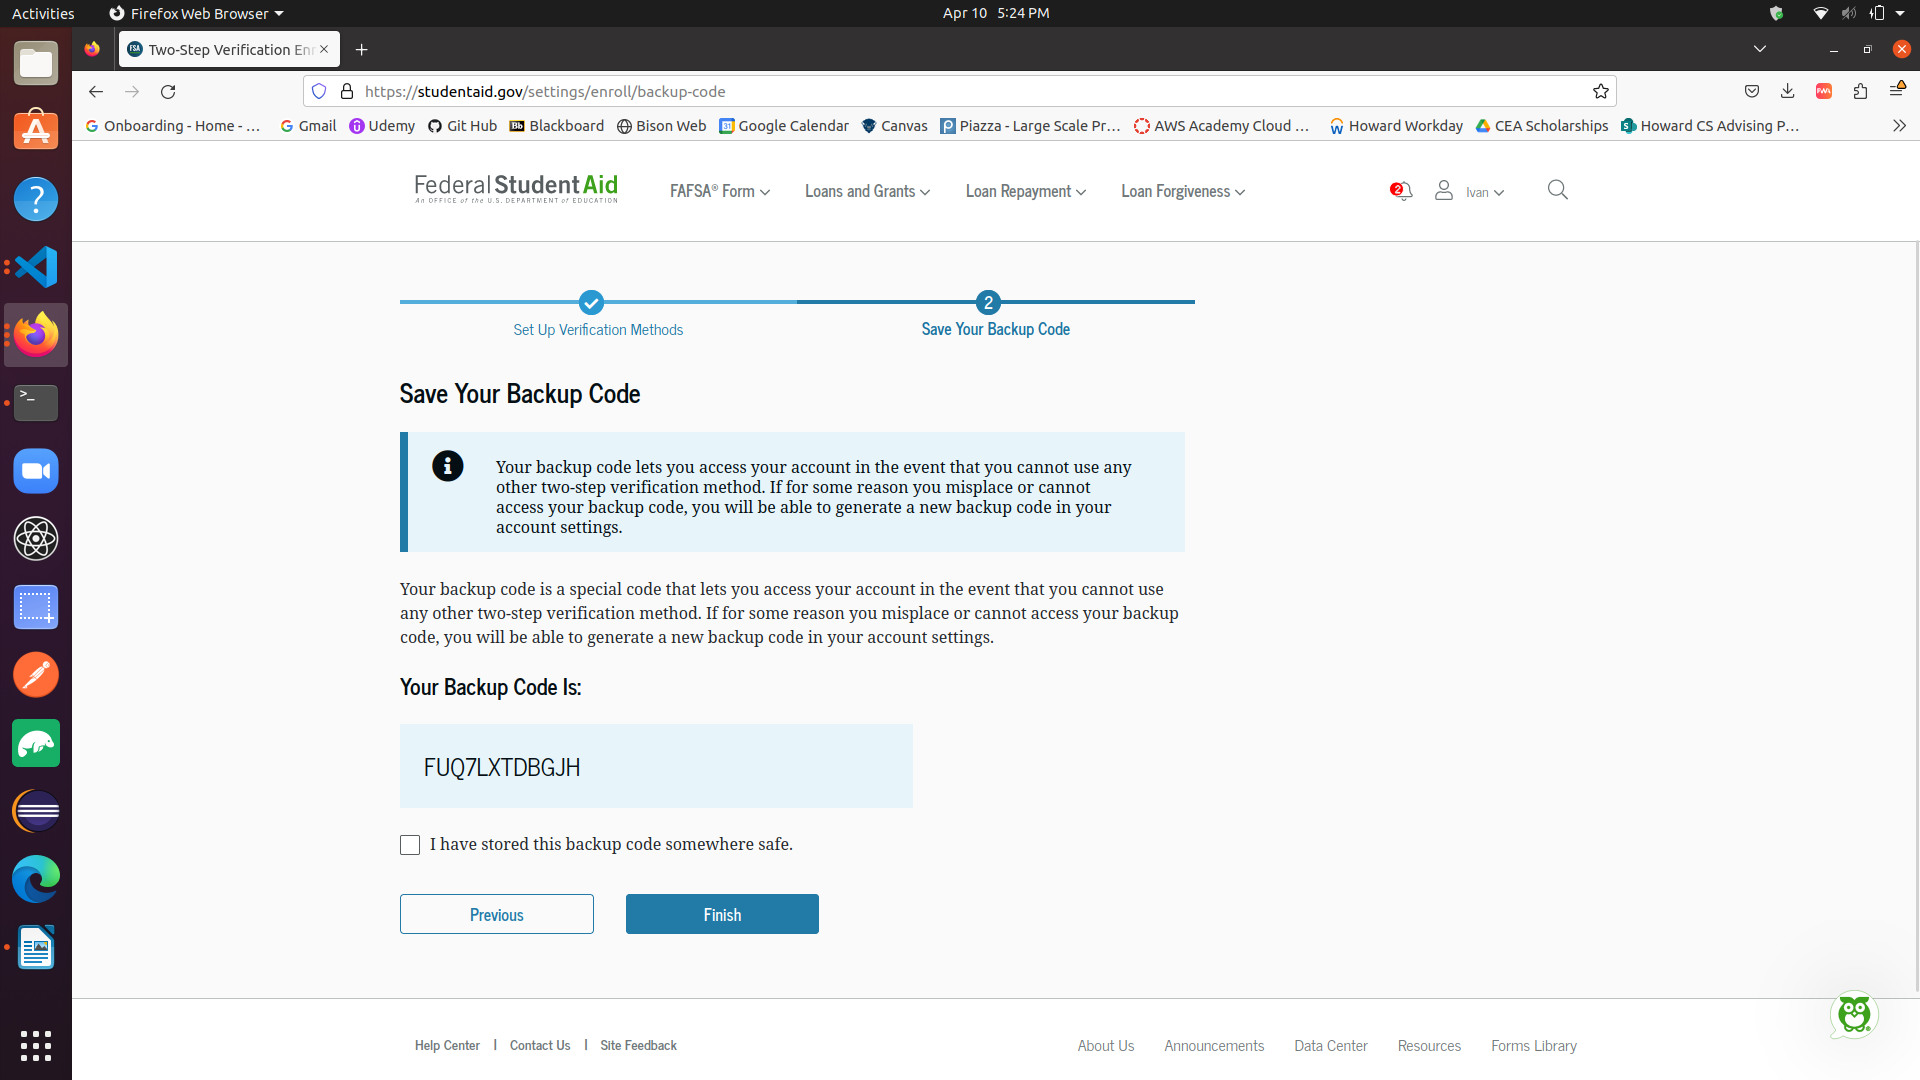 Activities Firefox Web Browser Apr 10 5:24 PM
Two-Step Verification Enr
https://studentaid.gov/settings/enroll/backup-code
Onboarding - Home - … Gmail Udemy Git Hub Blackboard Bison Web Google Calendar Canvas Piazza - Large Scale Pr… AWS Academy Cloud … Howard Workday CEA Scholarships Howard CS Advising P…
Federal Student Aid FAFSA® Form Loans and Grants Loan Repayment Loan Forgiveness 2 Ivan
An OFFICE of the U.S. DEPARTMENT of EDUCATION
2
Set Up Verification Methods Save Your Backup Code
Save Your Backup Code
Your backup code lets you access your account in the event that you cannot use any
other two-step verification method. If for some reason you misplace or cannot
access your backup code, you will be able to generate a new backup code in your
account settings.
Your backup code is a special code that lets you access your account in the event that you cannot use
any other two-step verification method. If for some reason you misplace or cannot access your backup
code, you will be able to generate a new backup code in your account settings.
Your Backup Code Is:
FUQ7LXTDBGJH
I have stored this backup code somewhere safe.
Previous Finish
Help Center | Contact Us | Site Feedback About Us Announcements Data Center Resources Forms Library